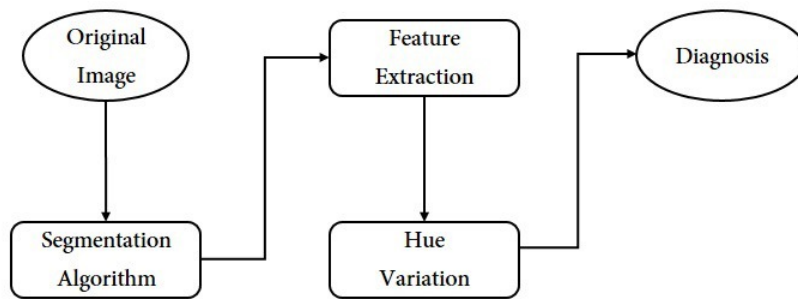 Original
Image
Segmentation
Algorithm
Feature
Extraction
Hue
Variation
Diagnosis